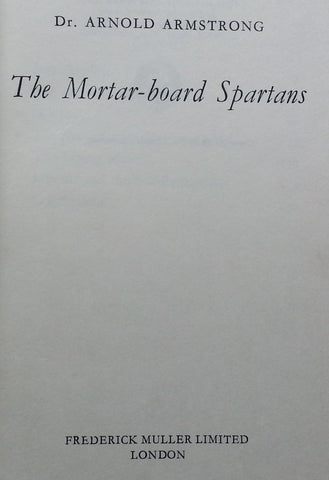 Dr. ARNOLD ARMSTRONG
The Mortar-board Spartans
FREDERICK MULLER LIMITED
LONDON